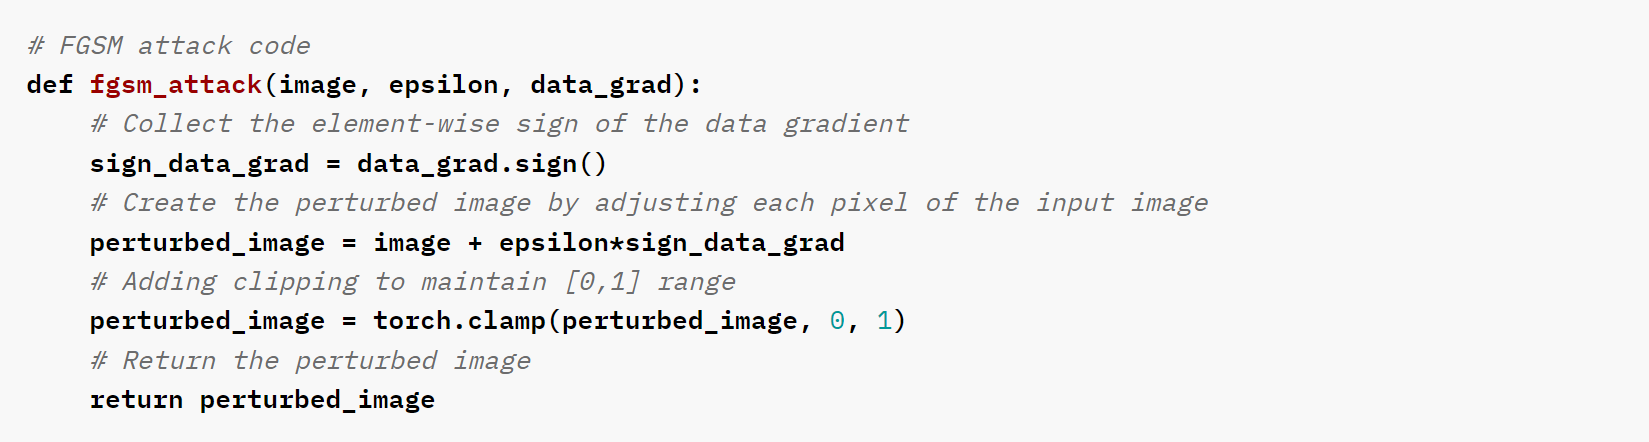 # FGSM attack code
def fgsm_attack(image, epsilon, data_grad):
    # Collect the element-wise sign of the data gradient
    sign_data_grad = data_grad.sign()
    # Create the perturbed image by adjusting each pixel of the input image
    perturbed_image = image + epsilon*sign_data_grad
    # Adding clipping to maintain [0,1] range
    perturbed_image = torch.clamp(perturbed_image, 0, 1)
    # Return the perturbed image
    return perturbed_image